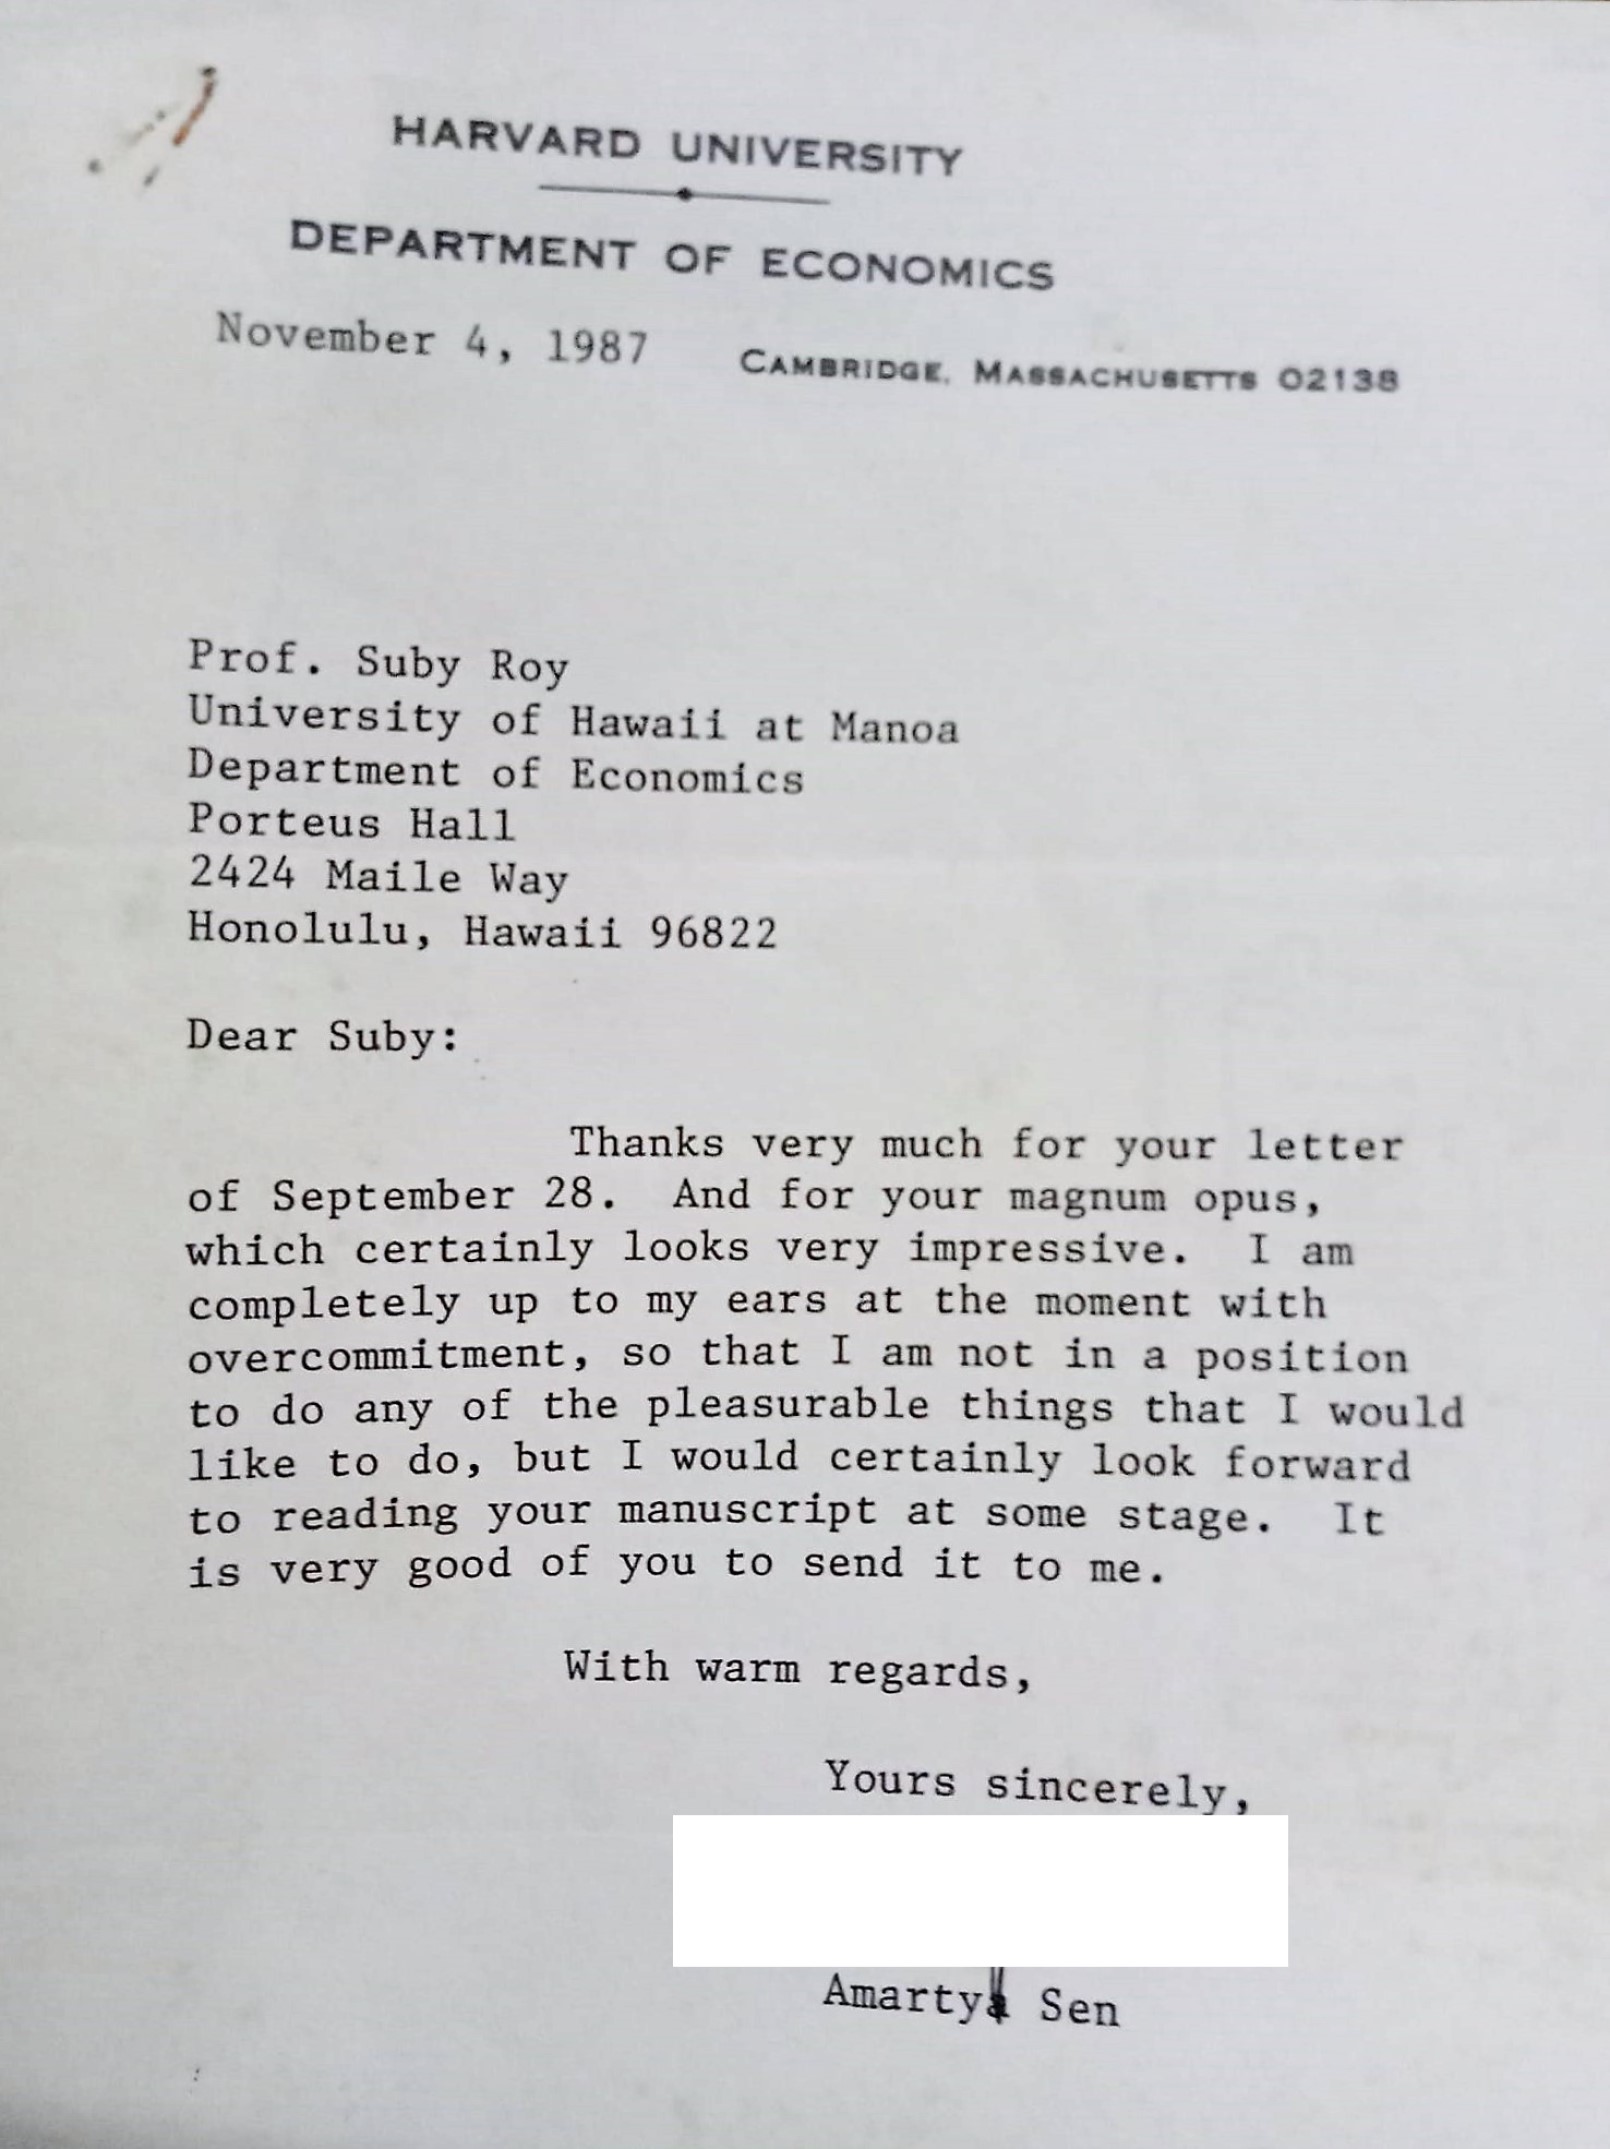 HARVARD UNIVERSITY
DEPARTMENT OF ECONOMICS
November 4, 1987 CAMBRIDGE, MASSACHUSETTS 02138
Prof. Suby Roy
University of Hawaii at Manoa
Department of Economics
Porteus Hall
2424 Maile Way
Honolulu, Hawaii 96822
Dear Suby:
Thanks very much for your letter
of September 28. And for your magnum opus,
which certainly looks very impressive. I am
completely up to my ears at the moment with
overcommitment, so that I am not in a position
to do any of the pleasurable things that I would
like to do, but I would certainly look forward
to reading your manuscript at some stage. It
is very good of you to send it to me.
With warm regards,
Yours sincerely,
Amartya Sen